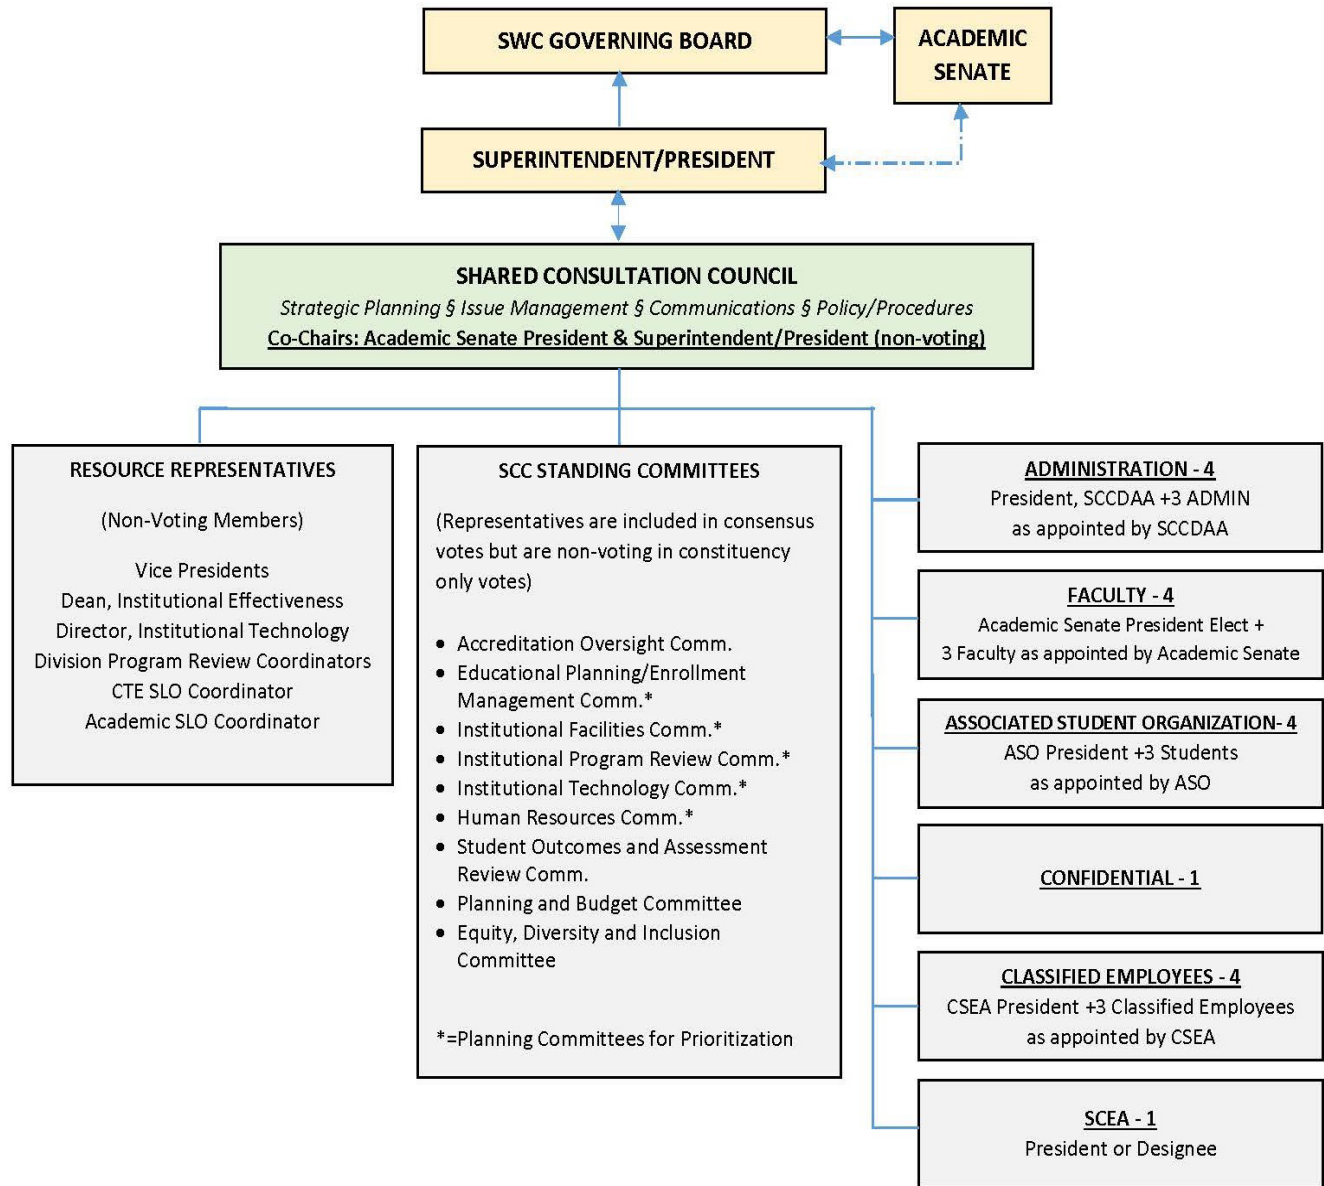 SWC GOVERNING BOARD
ACADEMIC
SENATE
SUPERINTENDENT/PRESIDENT
SHARED CONSULTATION COUNCIL
Strategic Planning § Issue Management § Communications § Policy/Procedures
Co-Chairs: Academic Senate President & Superintendent/President (non-voting)
RESOURCE REPRESENTATIVES
(Non-Voting Members)
Vice Presidents
Dean, Institutional Effectiveness
Director, Institutional Technology
Division Program Review Coordinators
CTE SLO Coordinator
Academic SLO Coordinator
SCC STANDING COMMITTEES
(Representatives are included in consensus
votes but are non-voting in constituency
only votes)
• Accreditation Oversight Comm.
• Educational Planning/Enrollment
Management Comm.*
• Institutional Facilities Comm.*
• Institutional Program Review Comm.*
• Institutional Technology Comm.*
• Human Resources Comm.*
• Student Outcomes and Assessment
Review Comm.
• Planning and Budget Committee
• Equity, Diversity and Inclusion
Committee
*=Planning Committees for Prioritization
ADMINISTRATION - 4
President, SCCDAA +3 ADMIN
as appointed by SCCDAA
FACULTY - 4
Academic Senate President Elect +
3 Faculty as appointed by Academic Senate
ASSOCIATED STUDENT ORGANIZATION- 4
ASO President +3 Students
as appointed by ASO
CONFIDENTIAL - 1
CLASSIFIED EMPLOYEES - 4
CSEA President +3 Classified Employees
as appointed by CSEA
SCEA - 1
President or Designee